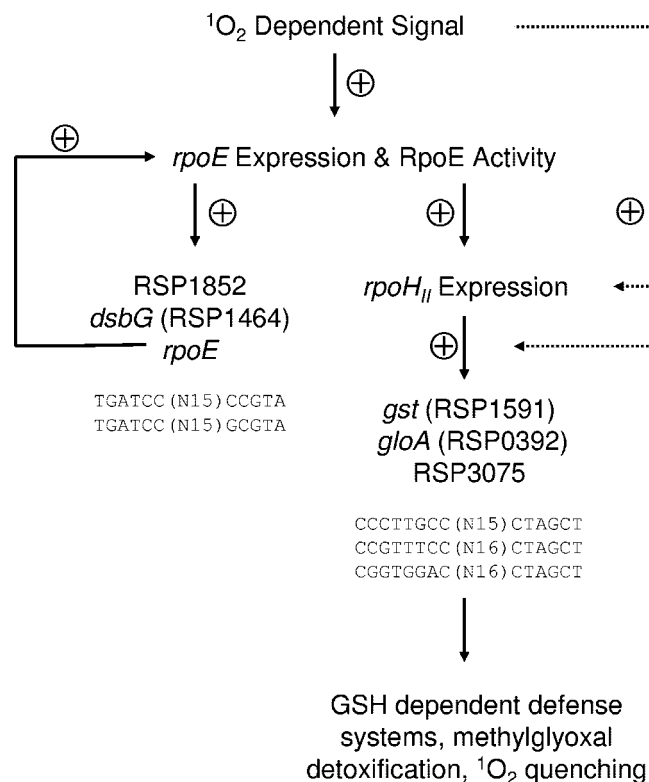 ¹O₂ Dependent Signal
⊕
⊕
rpoE Expression & RpoE Activity
⊕
⊕
⊕
RSP1852
dsbG (RSP1464)
rpoE
TGATCC(N15)CCGTA
TGATCC(N15)GCGTA
rpoH_II Expression
⊕
gst (RSP1591)
gloA (RSP0392)
RSP3075
CCCTTGCC(N15)CTAGCT
CCGTTTCC(N16)CTAGCT
CGGTGGAC(N16)CTAGCT
GSH dependent defense
systems, methylglyoxal
detoxification, ¹O₂ quenching